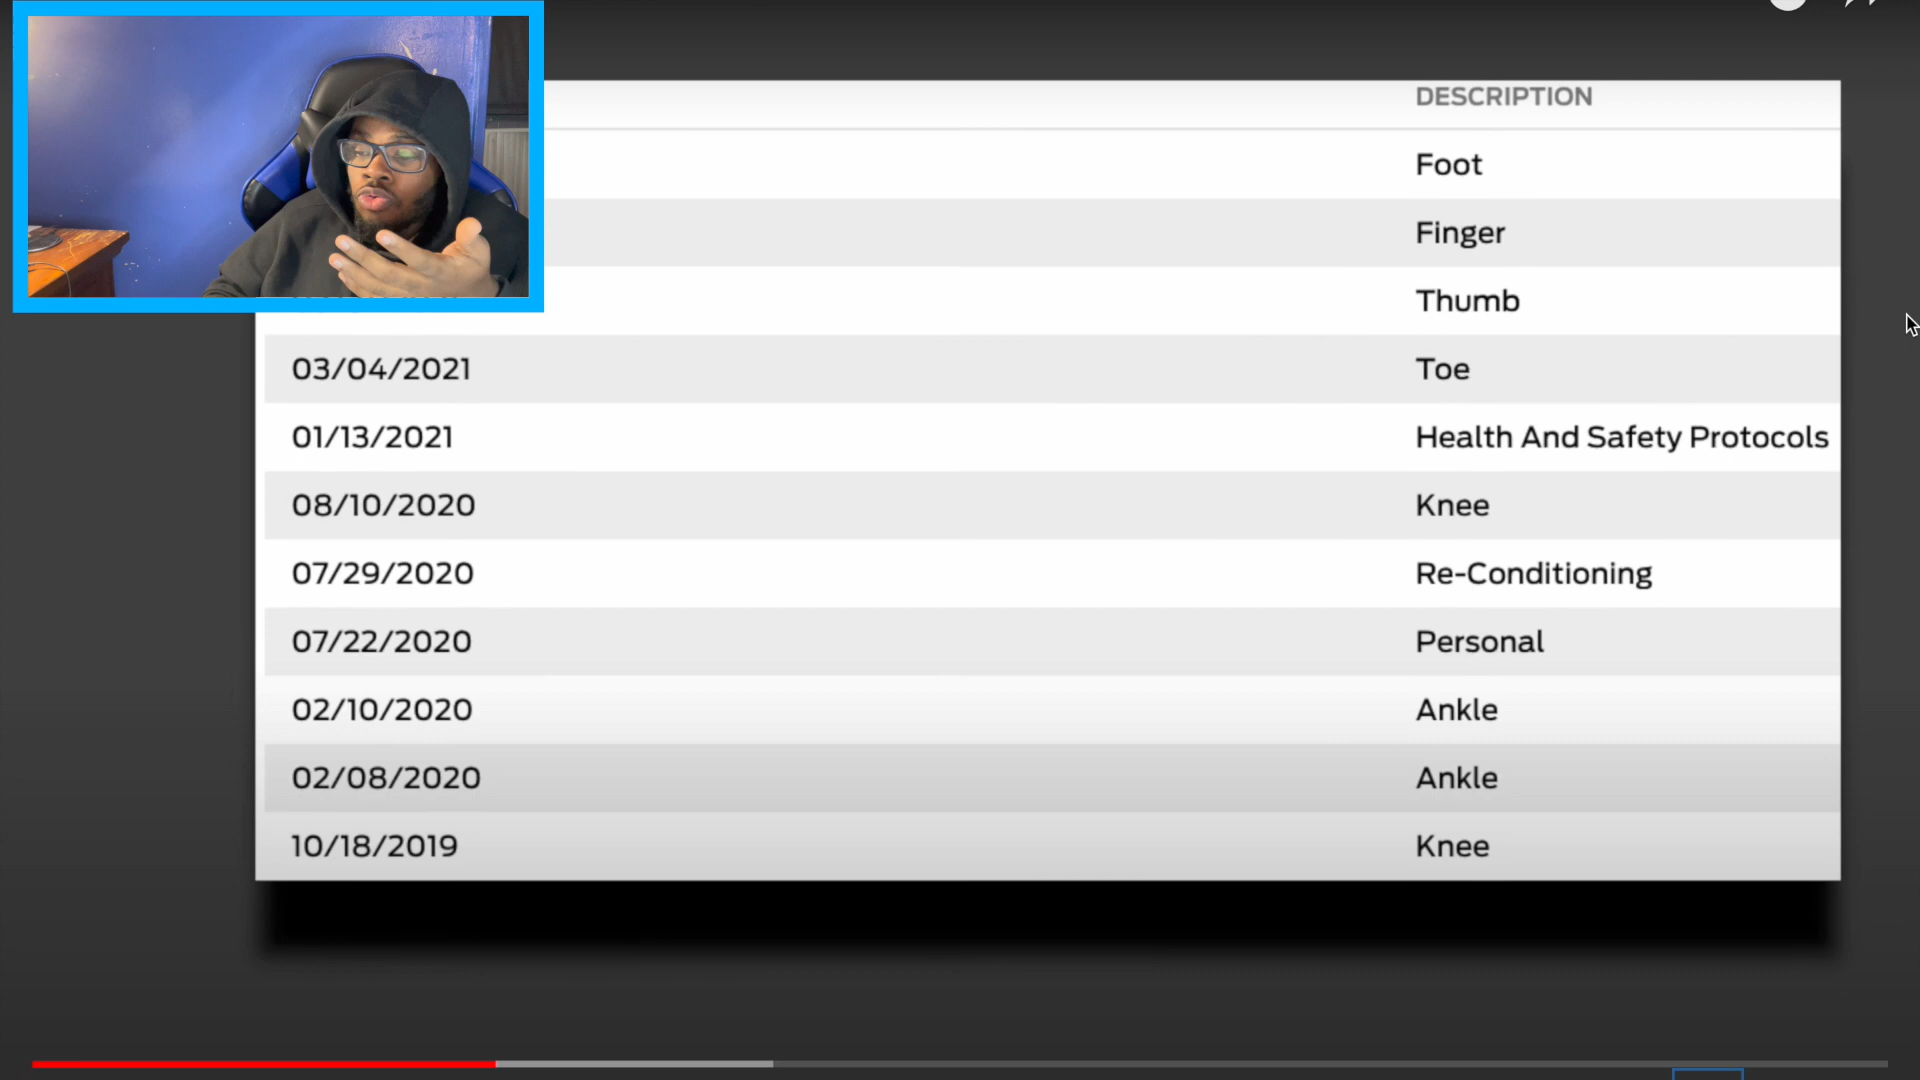 DESCRIPTION
Foot
Finger
Thumb
03/04/2021 Toe
01/13/2021 Health And Safety Protocols
08/10/2020 Knee
07/29/2020 Re-Conditioning
07/22/2020 Personal
02/10/2020 Ankle
02/08/2020 Ankle
10/18/2019 Knee